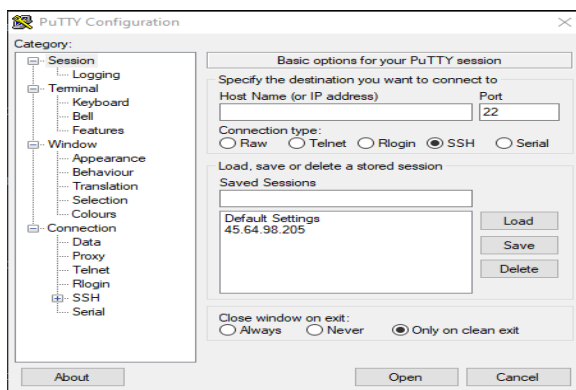 PuTTY Configuration
Category:
Session
Logging
Terminal
Keyboard
Bell
Features
Window
Appearance
Behaviour
Translation
Selection
Colours
Connection
Data
Proxy
Telnet
Rlogin
SSH
Serial
Basic options for your PuTTY session
Specify the destination you want to connect to
Host Name (or IP address) Port
22
Connection type:
Raw Telnet Rlogin SSH Serial
Load, save or delete a stored session
Saved Sessions
Default Settings
45.64.98.205
Load
Save
Delete
Close window on exit:
Always Never Only on clean exit
About Open Cancel